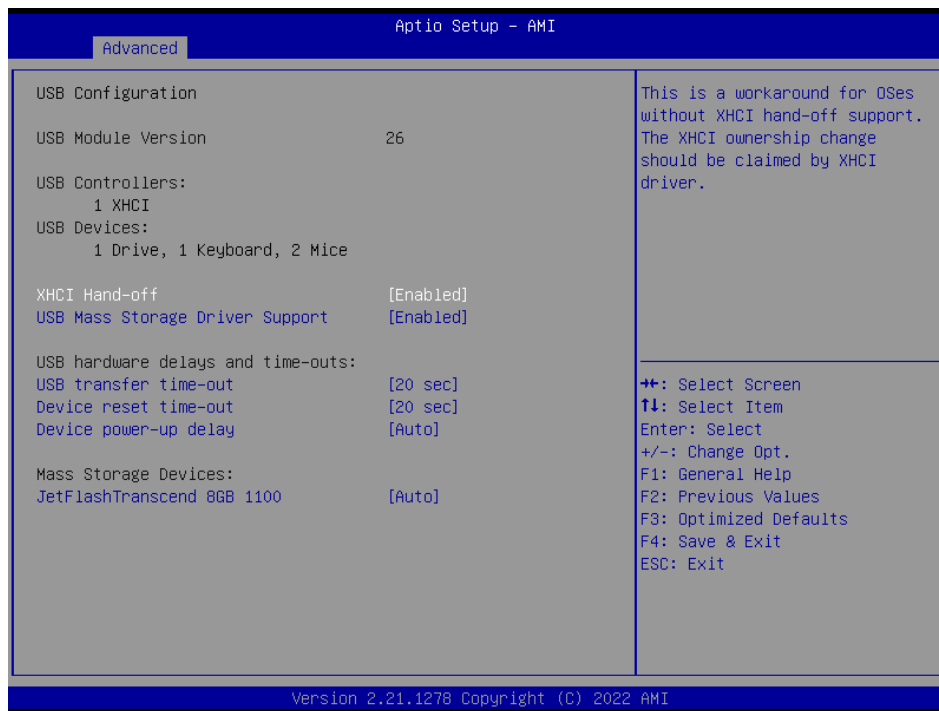 Aptio Setup – AMI
Advanced
USB Configuration
USB Module Version 26
USB Controllers:
1 XHCI
USB Devices:
1 Drive, 1 Keyboard, 2 Mice
XHCI Hand-off [Enabled]
USB Mass Storage Driver Support [Enabled]
USB hardware delays and time-outs:
USB transfer time-out [20 sec]
Device reset time-out [20 sec]
Device power-up delay [Auto]
Mass Storage Devices:
JetFlashTranscend 8GB 1100 [Auto]
This is a workaround for OSes
without XHCI hand-off support.
The XHCI ownership change
should be claimed by XHCI
driver.
→←: Select Screen
↑↓: Select Item
Enter: Select
+/-: Change Opt.
F1: General Help
F2: Previous Values
F3: Optimized Defaults
F4: Save & Exit
ESC: Exit
Version 2.21.1278 Copyright (C) 2022 AMI